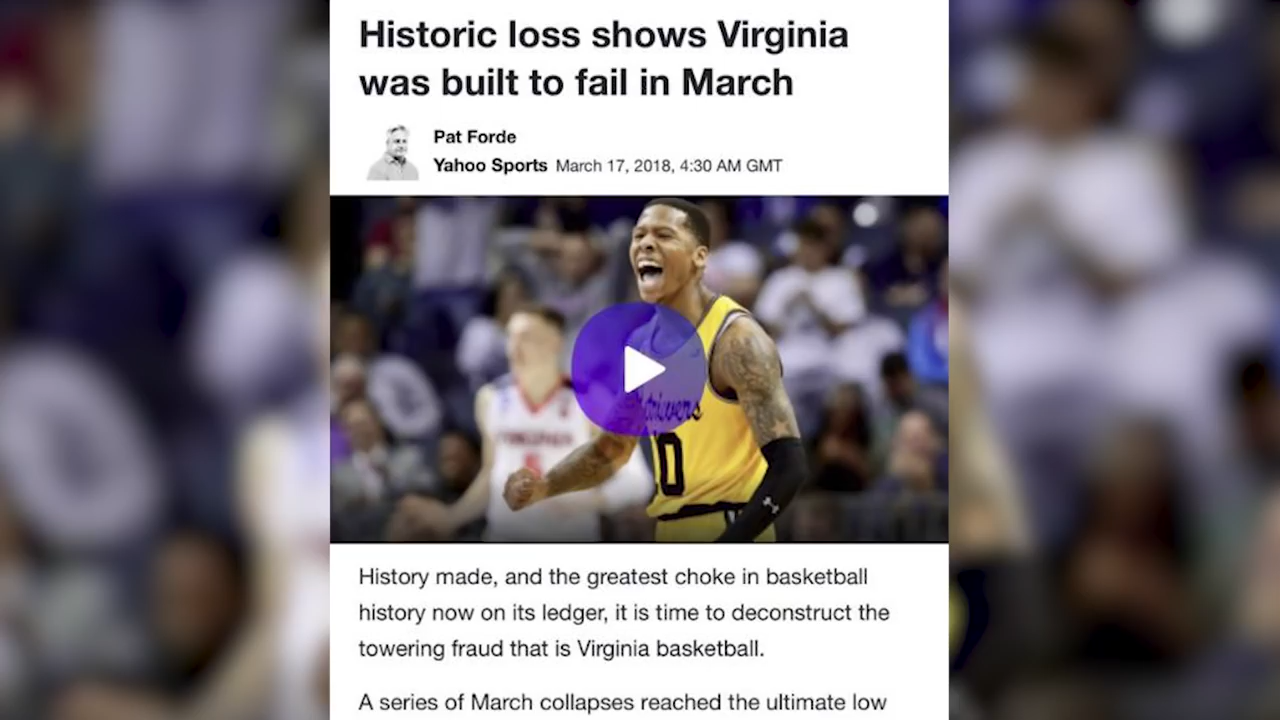 Historic loss shows Virginia
was built to fail in March
Pat Forde
Yahoo Sports March 17, 2018, 4:30 AM GMT
10
History made, and the greatest choke in basketball
history now on its ledger, it is time to deconstruct the
towering fraud that is Virginia basketball.
A series of March collapses reached the ultimate low